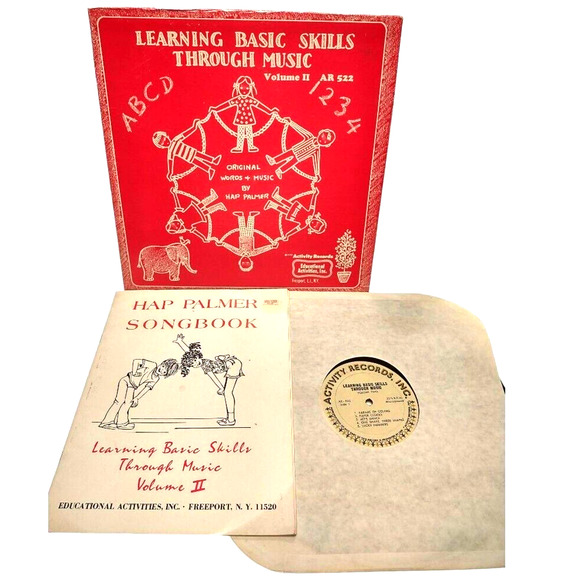 LEARNING BASIC SKILLS
THROUGH MUSIC
Volume II AR 522
ABCD
1234
ORIGINAL
WORDS + MUSIC
BY
HAP PALMER
Activity Records
Educational
Activities, Inc.
Freeport, L.I., N.Y.
HAP PALMER
SONGBOOK
Learning Basic Skills
Through Music
Volume II
EDUCATIONAL ACTIVITIES, INC. · FREEPORT, N. Y. 11520
ACTIVITY RECORDS, INC.
LEARNING BASIC SKILLS
THROUGH MUSIC